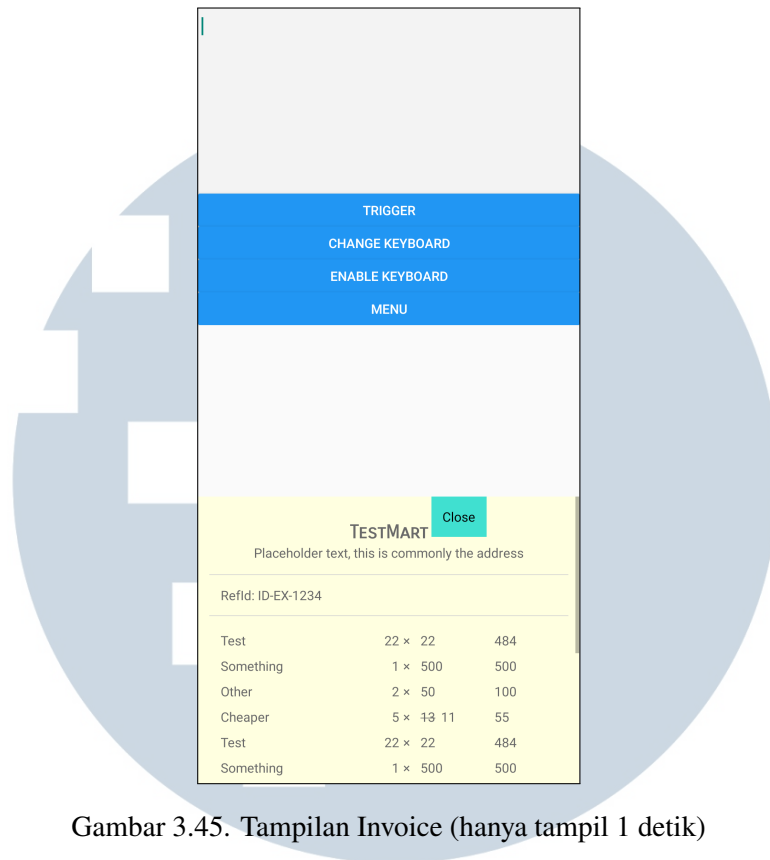 TRIGGER
CHANGE KEYBOARD
ENABLE KEYBOARD
MENU
Close
TESTMART
Placeholder text, this is commonly the address
RefId: ID-EX-1234
Test 22 × 22 484
Something 1 × 500 500
Other 2 × 50 100
Cheaper 5 × 13 11 55
Test 22 × 22 484
Something 1 × 500 500
Gambar 3.45. Tampilan Invoice (hanya tampil 1 detik)